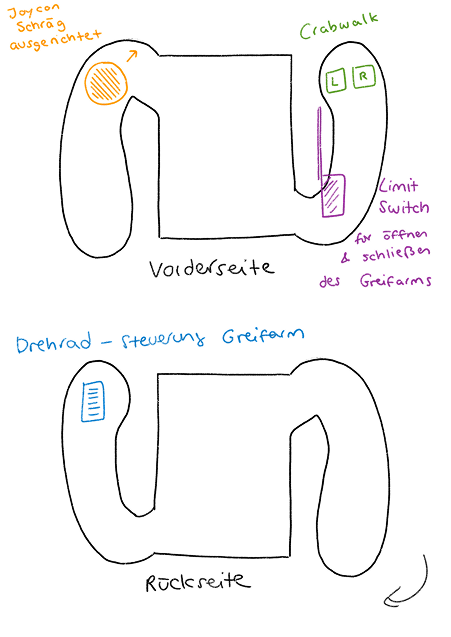 Joycon
Schräg
ausgerichtet
Crabwalk
L R
Limit
Switch
für öffnen
& schließen
des Greifarms
Vorderseite
Drehrad - Steuerung Greifarm
Rückseite